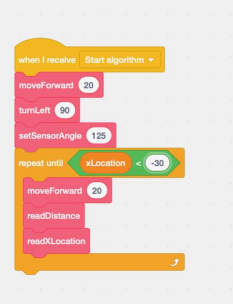 when I receive Start algorithm
moveForward 20
turnLeft 90
setSensorAngle 125
repeat until xLocation < -30
moveForward 20
readDistance
readXLocation